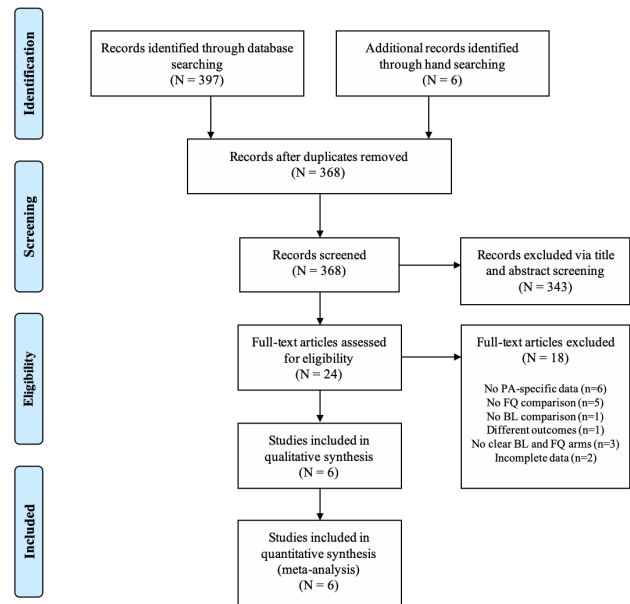 Identification
Records identified through database
searching
(N = 397)
Additional records identified
through hand searching
(N = 6)
Records after duplicates removed
(N = 368)
Screening
Records screened
(N = 368)
Records excluded via title
and abstract screening
(N = 343)
Eligibility
Full-text articles assessed
for eligibility
(N = 24)
Full-text articles excluded
(N = 18)
No PA-specific data (n=6)
No FQ comparison (n=5)
No BL comparison (n=1)
Different outcomes (n=1)
No clear BL and FQ arms (n=3)
Incomplete data (n=2)
Studies included in
qualitative synthesis
(N = 6)
Included
Studies included in
quantitative synthesis
(meta-analysis)
(N = 6)